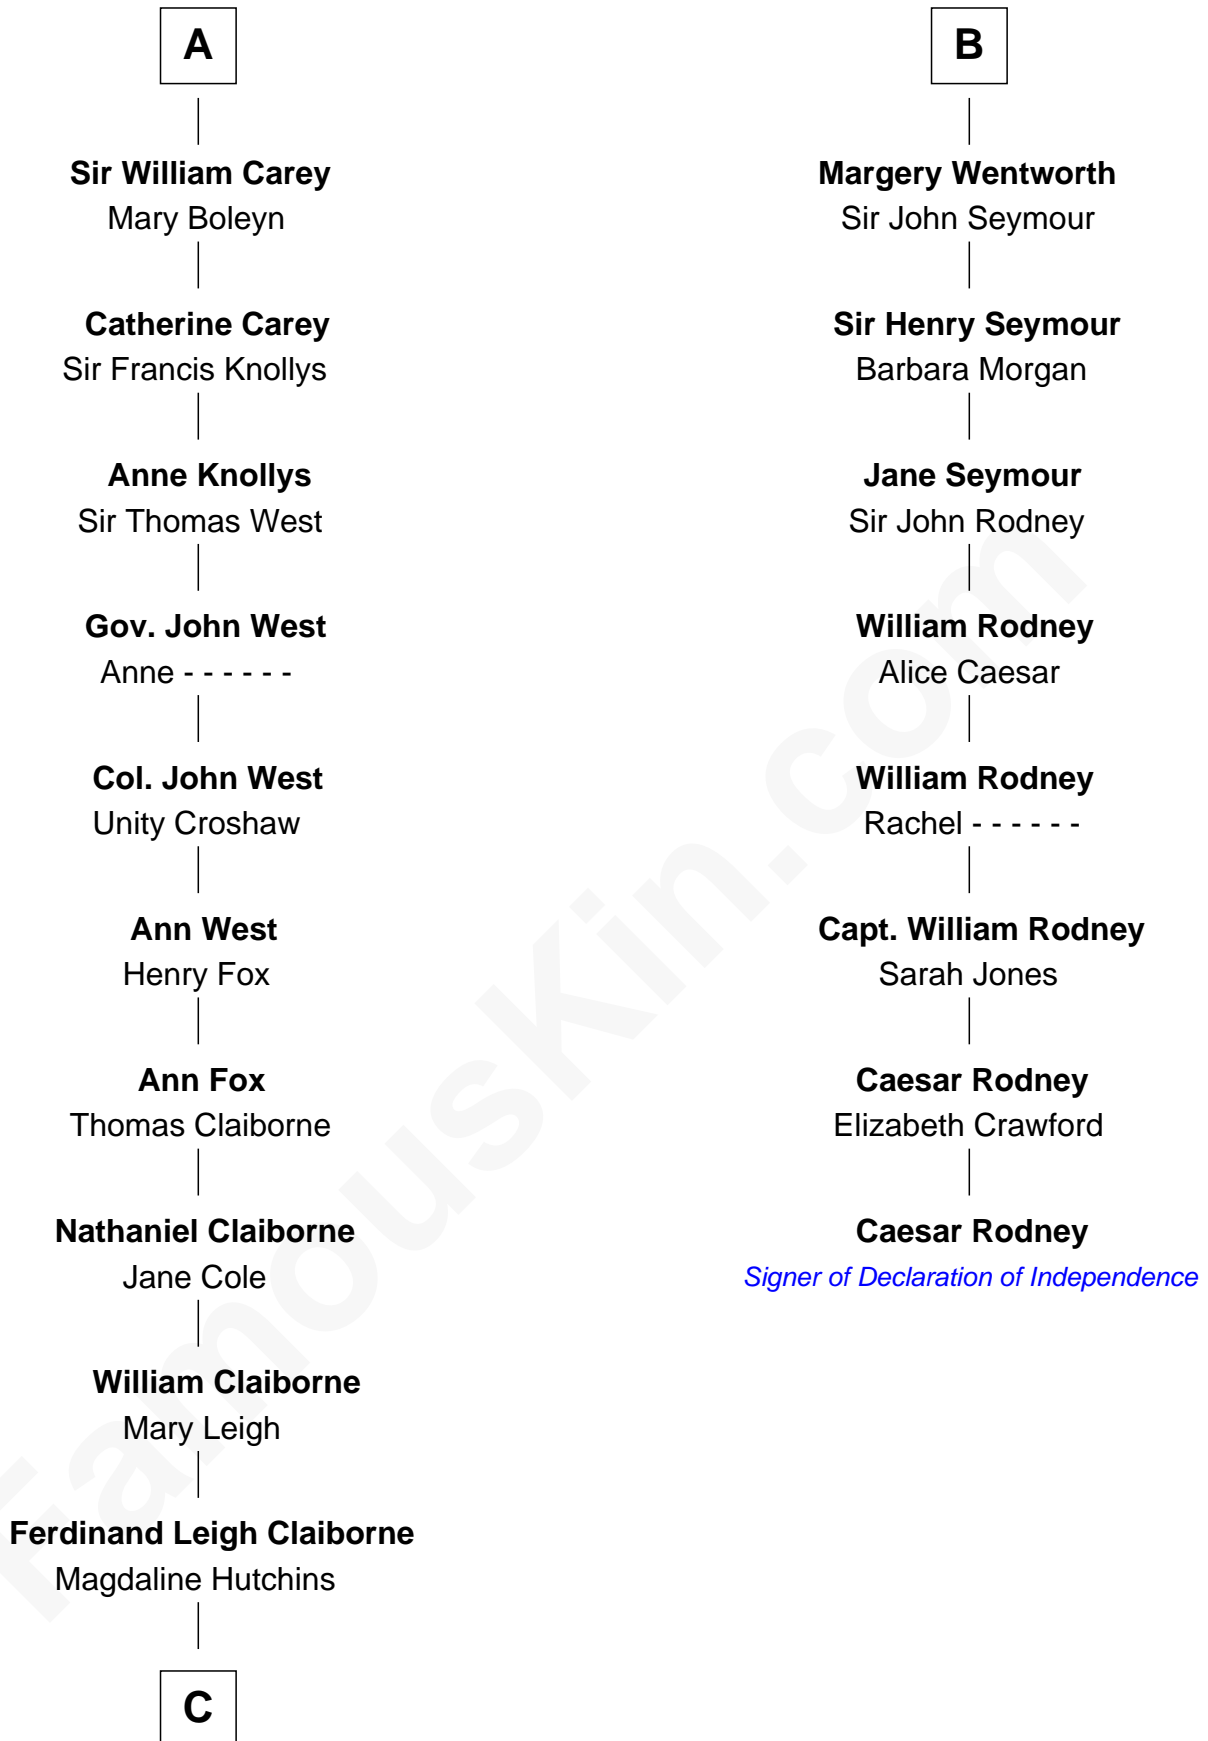 A
Sir William Carey
Mary Boleyn
Catherine Carey
Sir Francis Knollys
Anne Knollys
Sir Thomas West
Gov. John West
Anne - - - - - -
Col. John West
Unity Croshaw
Ann West
Henry Fox
Ann Fox
Thomas Claiborne
Nathaniel Claiborne
Jane Cole
William Claiborne
Mary Leigh
Ferdinand Leigh Claiborne
Magdaline Hutchins
C
B
Margery Wentworth
Sir John Seymour
Sir Henry Seymour
Barbara Morgan
Jane Seymour
Sir John Rodney
William Rodney
Alice Caesar
William Rodney
Rachel - - - - - -
Capt. William Rodney
Sarah Jones
Caesar Rodney
Elizabeth Crawford
Caesar Rodney
Signer of Declaration of Independence
FamousKin.com